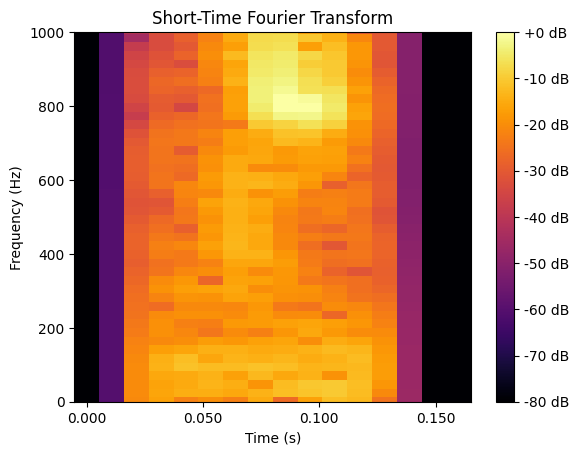 Short-Time Fourier Transform
1000
800
600
400
200
0
Frequency (Hz)
0.000
0.050
0.100
0.150
Time (s)
+0 dB
-10 dB
-20 dB
-30 dB
-40 dB
-50 dB
-60 dB
-70 dB
-80 dB